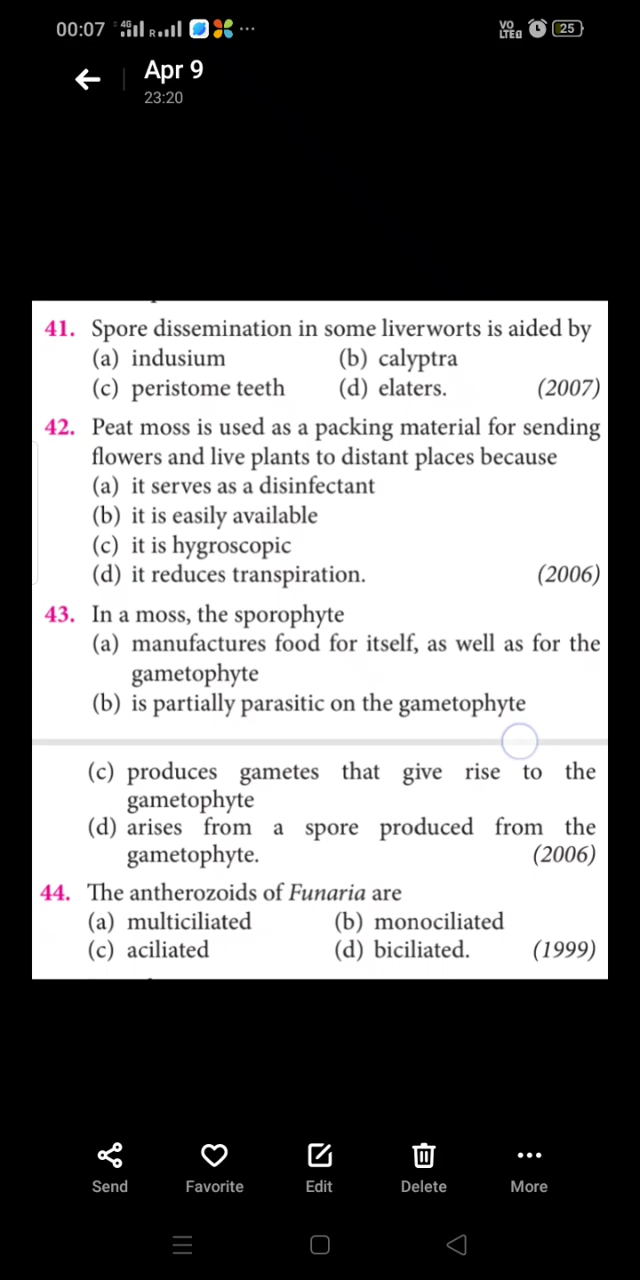 00:07
4G
R
VO
LTE
25
Apr 9
23:20
41. Spore dissemination in some liverworts is aided by
(a) indusium (b) calyptra
(c) peristome teeth (d) elaters. (2007)
42. Peat moss is used as a packing material for sending
flowers and live plants to distant places because
(a) it serves as a disinfectant
(b) it is easily available
(c) it is hygroscopic
(d) it reduces transpiration. (2006)
43. In a moss, the sporophyte
(a) manufactures food for itself, as well as for the
gametophyte
(b) is partially parasitic on the gametophyte
(c) produces gametes that give rise to the
gametophyte
(d) arises from a spore produced from the
gametophyte. (2006)
44. The antherozoids of Funaria are
(a) multiciliated (b) monociliated
(c) aciliated (d) biciliated. (1999)
Send Favorite Edit Delete More